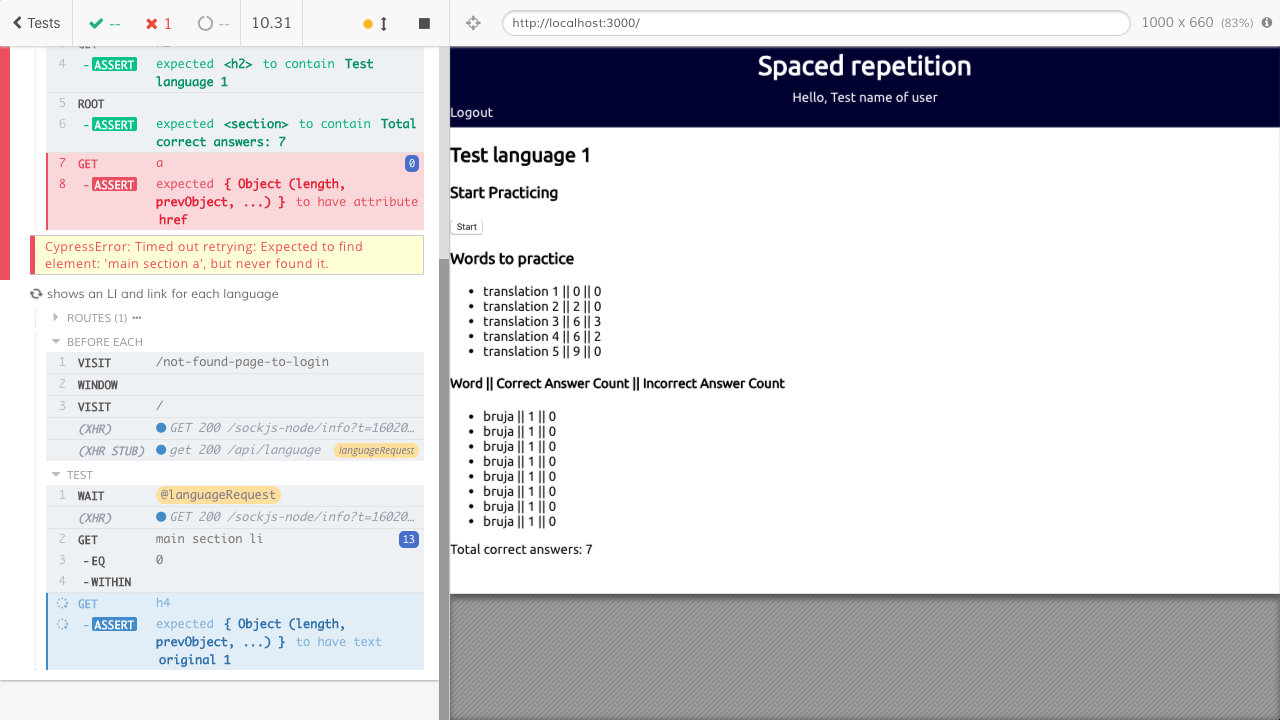 Tests
--
1
--
10.31
http://localhost:3000/
1000 x 660 (83%)
4 - ASSERT expected <h2> to contain Test
language 1
5 ROOT
6 - ASSERT expected <section> to contain Total
correct answers: 7
7 GET a 0
8 - ASSERT expected { Object (length,
prevObject, ...) } to have attribute
href
CypressError: Timed out retrying: Expected to find
element: 'main section a', but never found it.
shows an LI and link for each language
ROUTES (1)
BEFORE EACH
1 VISIT /not-found-page-to-login
2 WINDOW
3 VISIT /
(XHR) GET 200 /sockjs-node/info?t=16020...
(XHR STUB) get 200 /api/language languageRequest
TEST
1 WAIT @languageRequest
(XHR) GET 200 /sockjs-node/info?t=16020...
2 GET main section li 13
3 - EQ 0
4 - WITHIN
GET h4
- ASSERT expected { Object (length,
prevObject, ...) } to have text
original 1
Spaced repetition
Hello, Test name of user
Logout
Test language 1
Start Practicing
Start
Words to practice
translation 1 || 0 || 0
translation 2 || 2 || 0
translation 3 || 6 || 3
translation 4 || 6 || 2
translation 5 || 9 || 0
Word || Correct Answer Count || Incorrect Answer Count
bruja || 1 || 0
bruja || 1 || 0
bruja || 1 || 0
bruja || 1 || 0
bruja || 1 || 0
bruja || 1 || 0
bruja || 1 || 0
bruja || 1 || 0
Total correct answers: 7